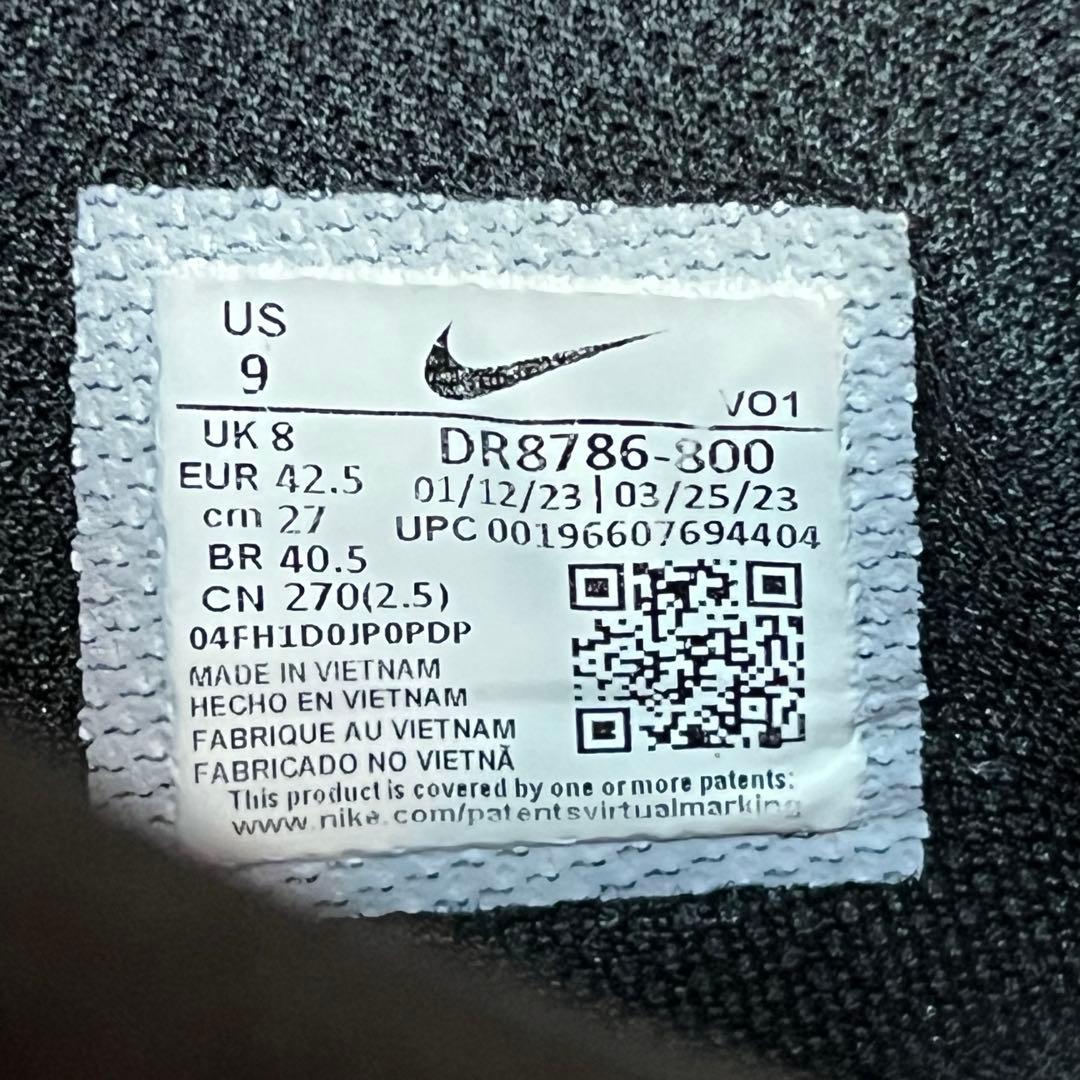 US
9
VO1
UK 8
EUR 42.5
cm 27
BR 40.5
CN 270(2.5)
DR8786-800
01/12/23 | 03/25/23
UPC 00196607694404
04FH1D0JP0PDP
MADE IN VIETNAM
HECHO EN VIETNAM
FABRIQUE AU VIETNAM
FABRICADO NO VIETNÃ
This product is covered by one or more patents:
www.nike.com/patentsvirtualmarking